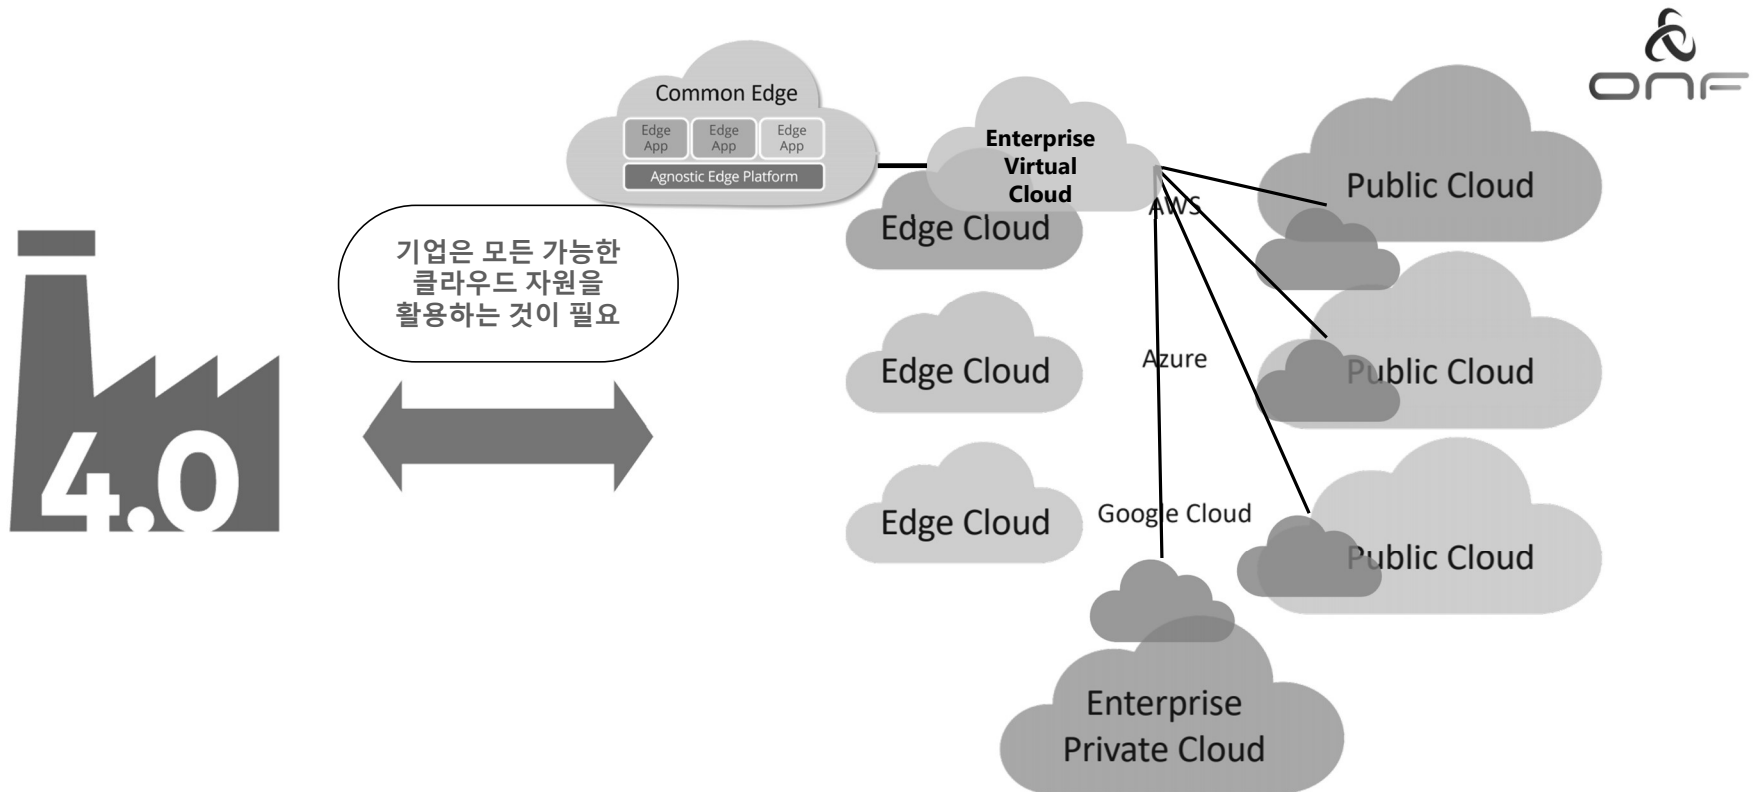 ONF
Common Edge
Edge
App
Edge
App
Edge
App
Agnostic Edge Platform
Enterprise
Virtual
Cloud
Public Cloud
AWS
Edge Cloud
기업은 모든 가능한
클라우드 자원을
활용하는 것이 필요
Azure
Edge Cloud
Public Cloud
4.0
Google Cloud
Edge Cloud
Public Cloud
Enterprise
Private Cloud